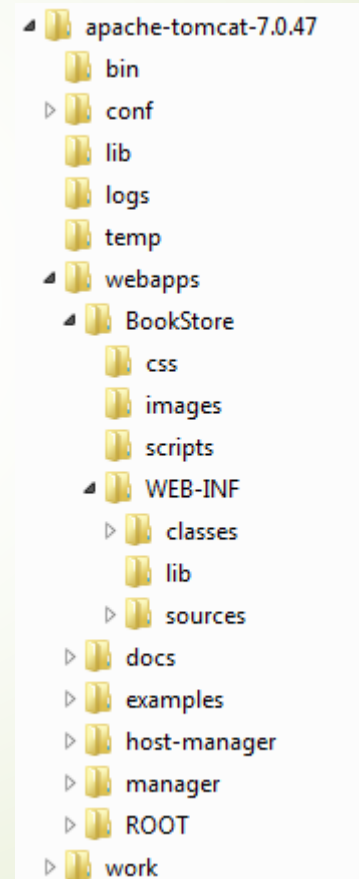 apache-tomcat-7.0.47
bin
conf
lib
logs
temp
webapps
BookStore
css
images
scripts
WEB-INF
classes
lib
sources
docs
examples
host-manager
manager
ROOT
work